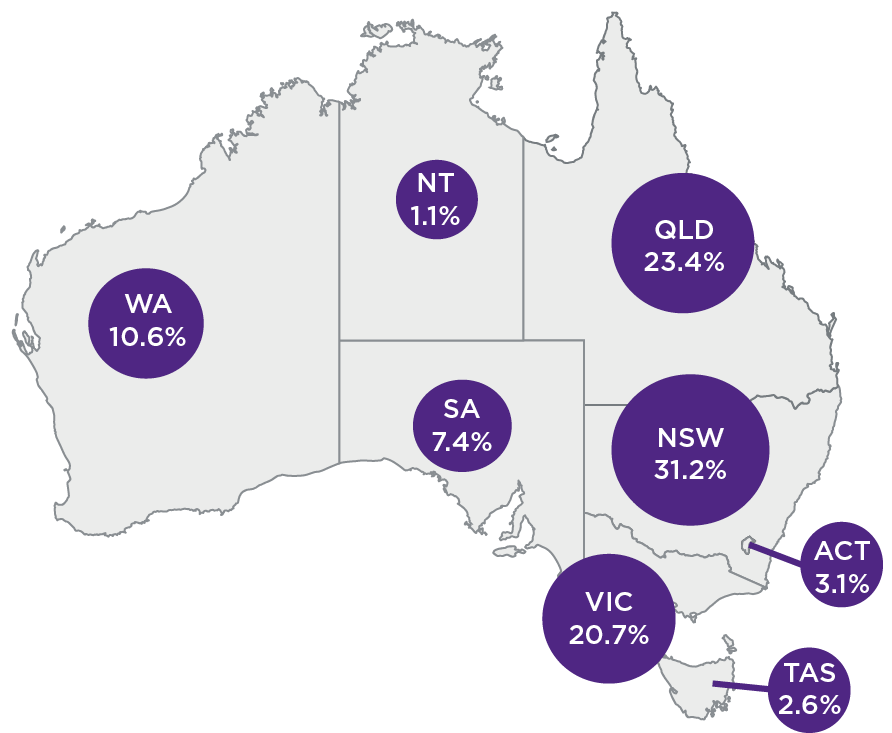 NT
1.1%
QLD
23.4%
WA
10.6%
SA
7.4%
NSW
31.2%
ACT
3.1%
VIC
20.7%
TAS
2.6%